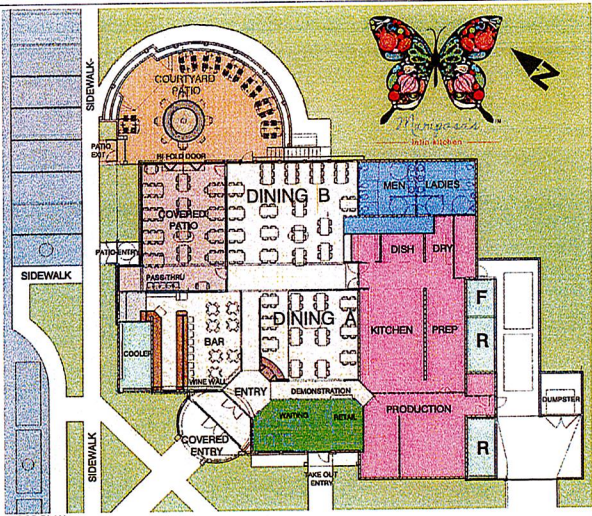 SIDEWALK
COURTYARD
PATIO
Mariposas
latin kitchen
TM
N
PATIO
EXIT
BI FOLD DOOR
MEN
LADIES
DINING B
COVERED
PATIO
DISH
DRY
PATIO ENTRY
SIDEWALK
PASS-THRU
F
DINING A
COOLER
BAR
KITCHEN
PREP
R
WINE WALL
ENTRY
DEMONSTRATION
DUMPSTER
WAITING
RETAIL
PRODUCTION
COVERED
ENTRY
R
SIDEWALK
TAKE OUT
ENTRY